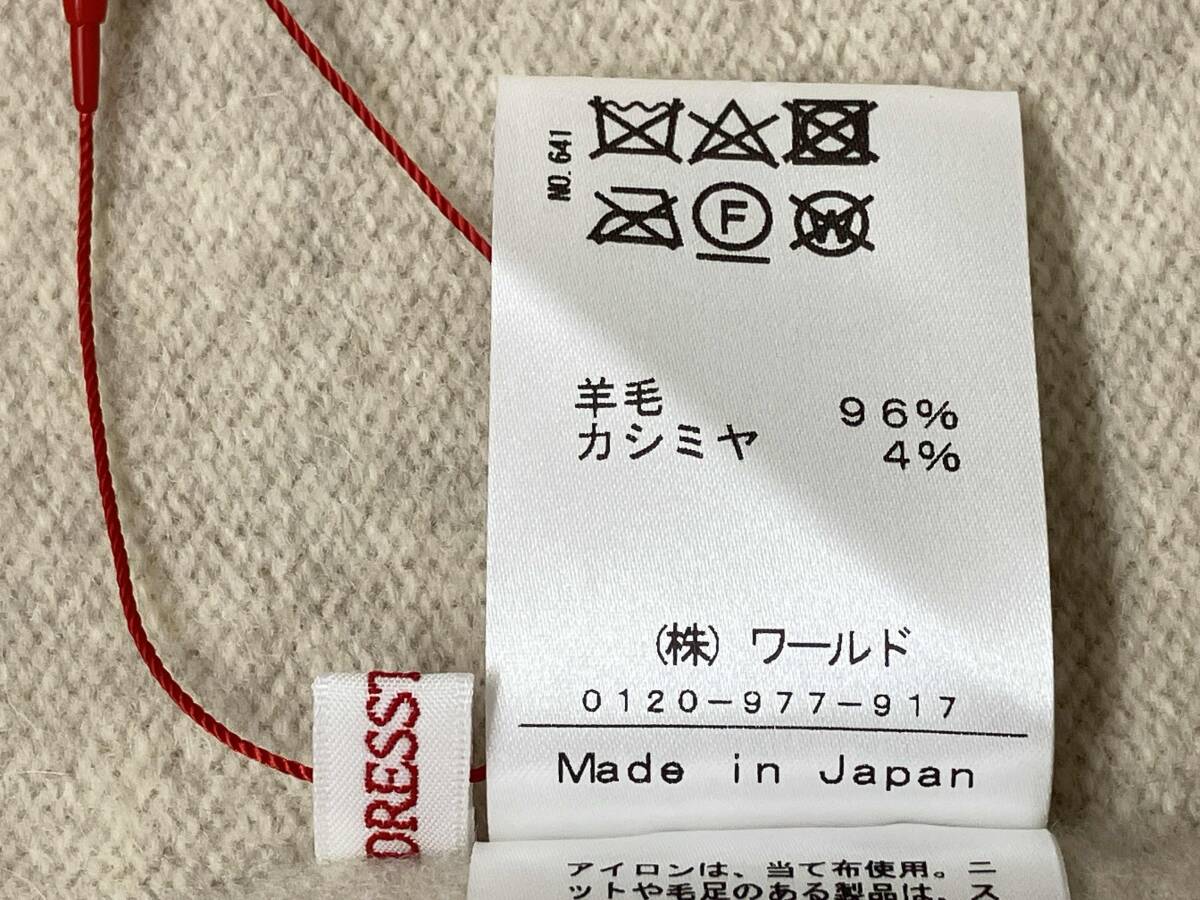 NO. 641
F
W
羊毛 96%
カシミヤ 4%
(株) ワールド
0120-977-917
Made in Japan
DRESST
アイロンは、当て布使用。ニ
ットや毛足のある製品は、ス